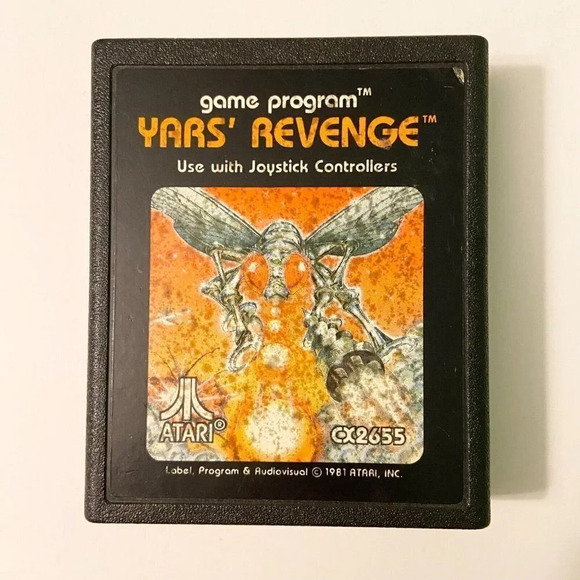 game program™
YARS' REVENGE™
Use with Joystick Controllers
ATARI®
CX2655
Label, Program & Audiovisual © 1981 ATARI, INC.